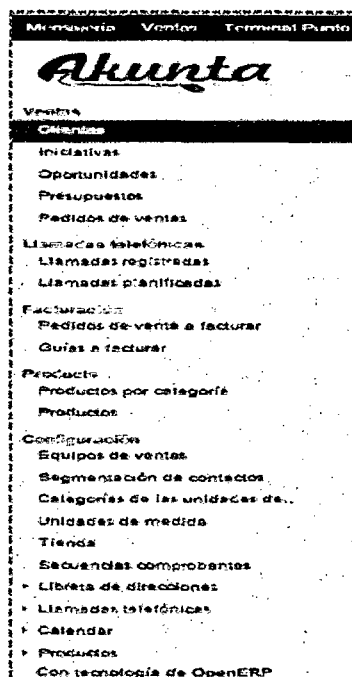 Mensajería Ventas Terminal Punto
Akunta
Ventas
Clientes
Iniciativas
Oportunidades
Presupuestos
Pedidos de ventas
Llamadas telefónicas
Llamadas registradas
Llamadas planificadas
Facturación
Pedidos de venta a facturar
Guías a facturar
Producto
Productos por categoría
Productos
Configuración
Equipos de ventas
Segmentación de contactos
Categorías de las unidades de..
Unidades de medida
Tienda
Secuencias comprobantes
Libreta de direcciones
Llamadas telefónicas
Calendar
Productos
Con tecnología de OpenERP